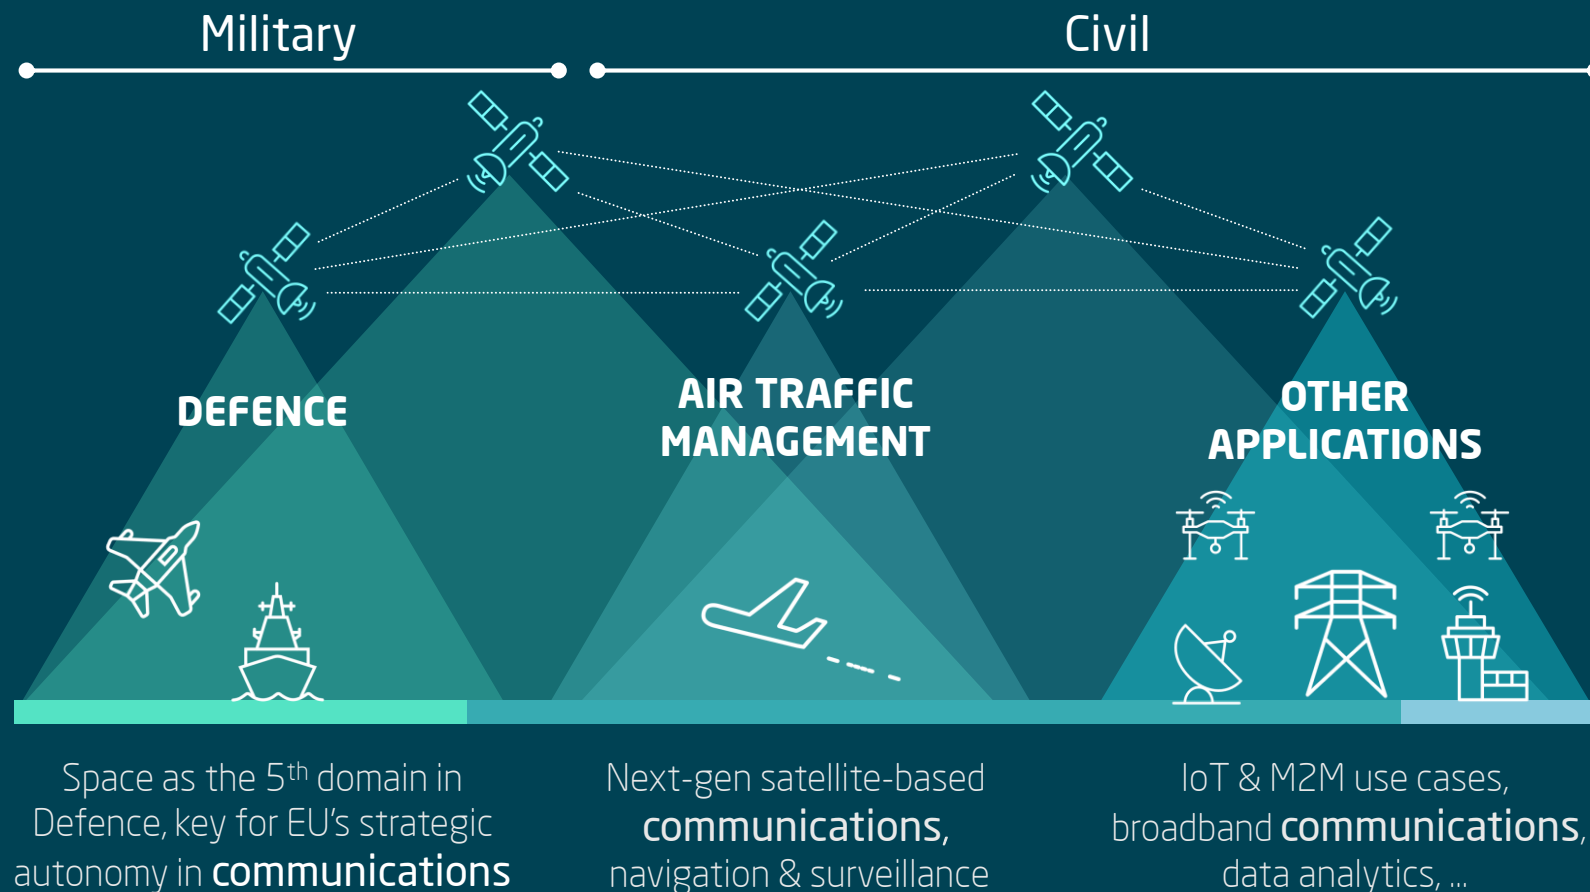 Military
Civil
DEFENCE
AIR TRAFFIC
MANAGEMENT
OTHER
APPLICATIONS
Space as the 5th domain in
Defence, key for EU's strategic
autonomy in communications
Next-gen satellite-based
communications,
navigation & surveillance
IoT & M2M use cases,
broadband communications,
data analytics, ...